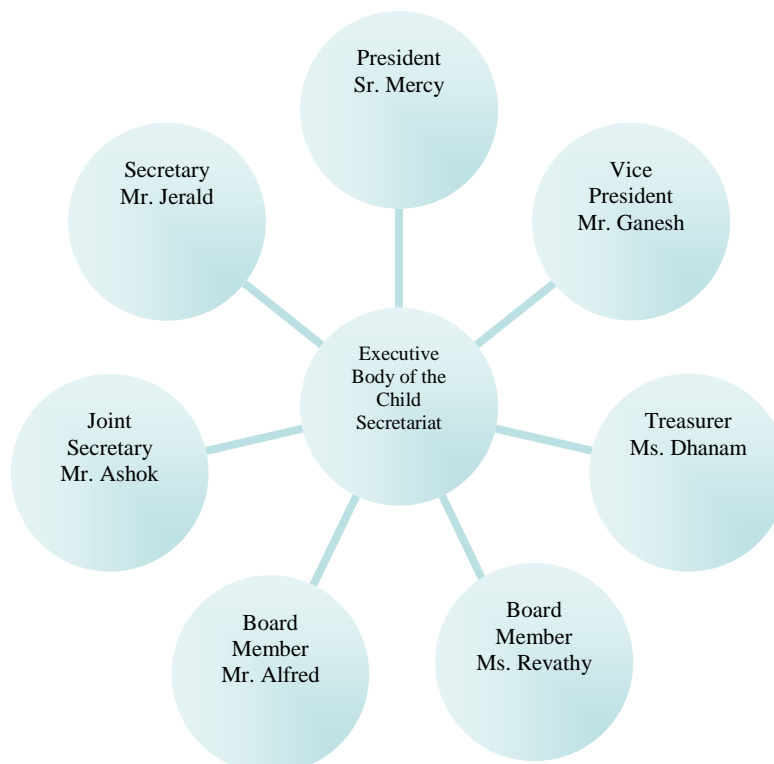 President
Sr. Mercy
Vice
President
Mr. Ganesh
Treasurer
Ms. Dhanam
Board
Member
Ms. Revathy
Board
Member
Mr. Alfred
Joint
Secretary
Mr. Ashok
Secretary
Mr. Jerald
Executive
Body of the
Child
Secretariat